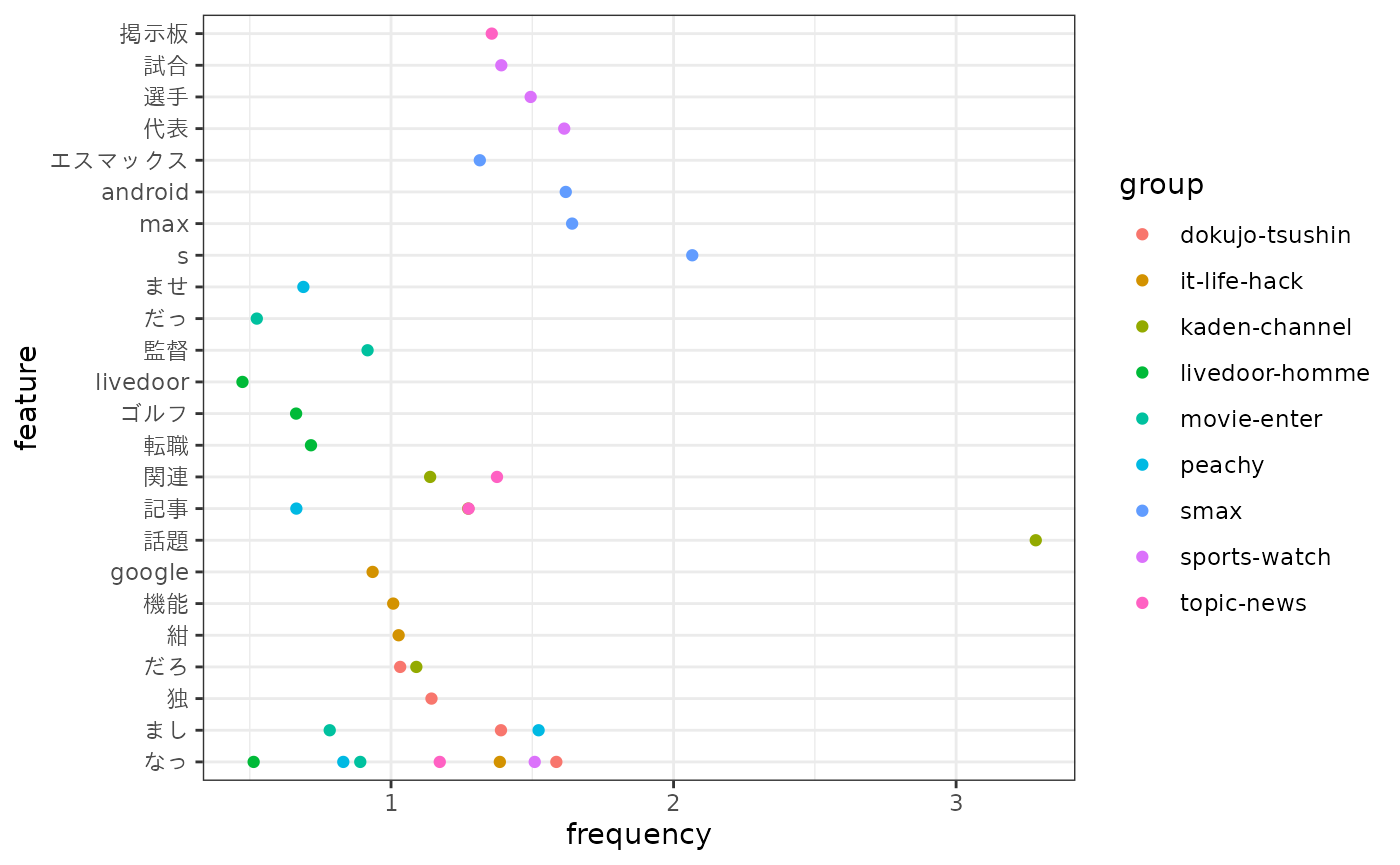 feature
掲示板
試合
選手
代表
エスマックス
android
max
s
ませ
だっ
監督
livedoor
ゴルフ
転職
関連
記事
話題
google
機能
紺
だろ
独
まし
なっ
1
2
3
frequency
group
dokujo-tsushin
it-life-hack
kaden-channel
livedoor-homme
movie-enter
peachy
smax
sports-watch
topic-news